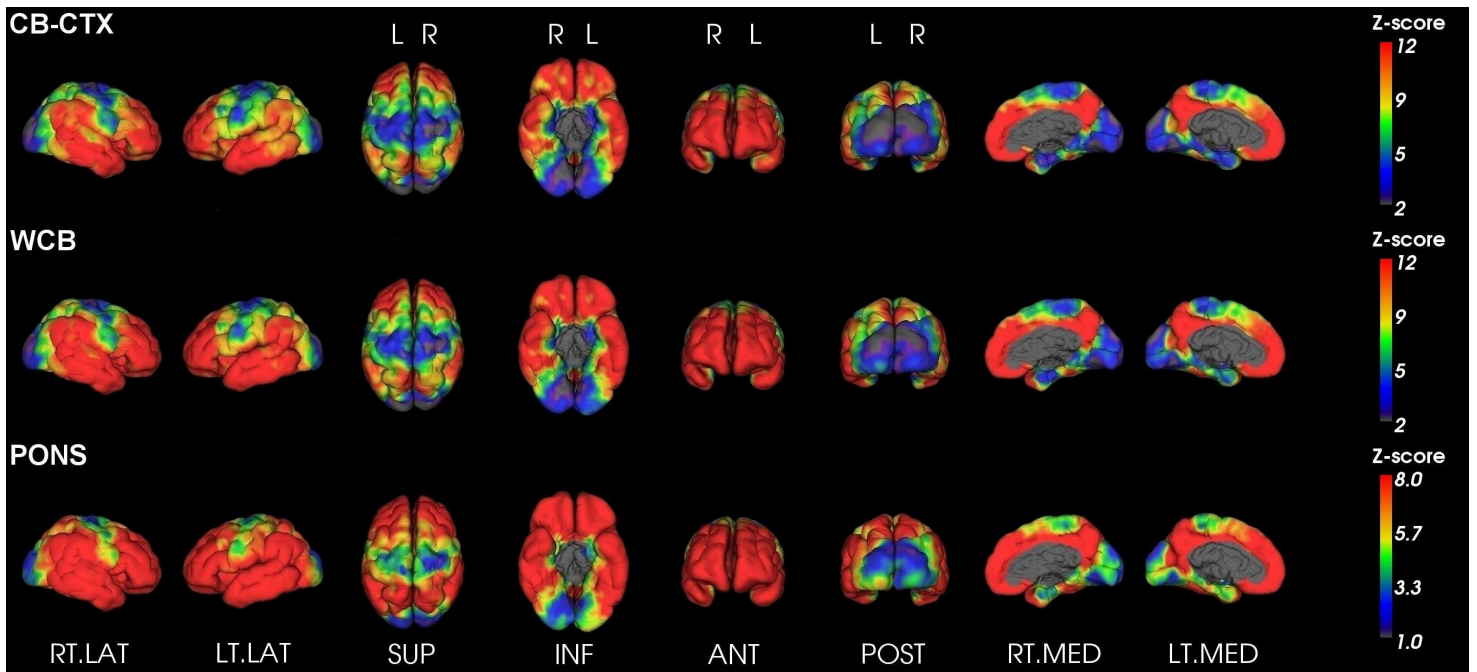 CB-CTX
L R R L R L L R Z-score
12
9
5
2
WCB
Z-score
12
9
5
2
PONS
Z-score
8.0
5.7
3.3
1.0
RT.LAT LT.LAT SUP INF ANT POST RT.MED LT.MED